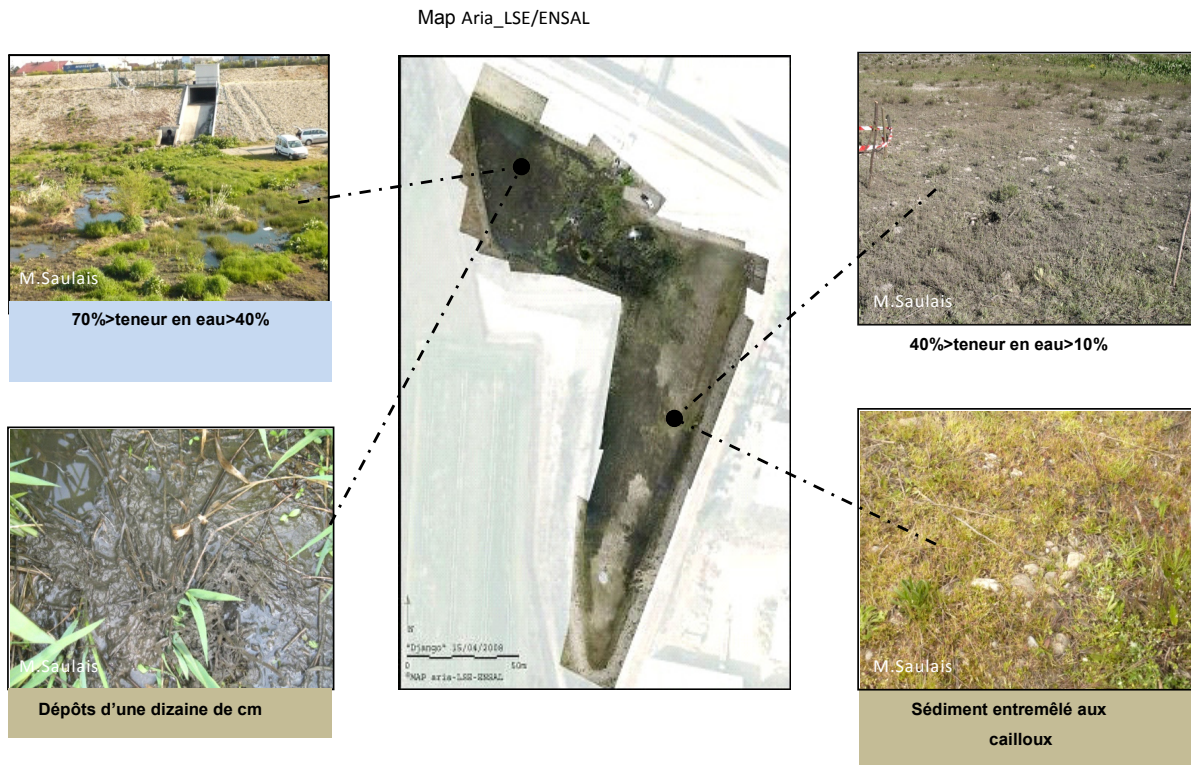 Map Aria_LSE/ENSAL
M.Saulais
70%>teneur en eau>40%
M.Saulais
40%>teneur en eau>10%
N
"Django" 15/04/2008
0 50m
©MAP aria-LSE-ENSAL
M.Saulais
Dépôts d'une dizaine de cm
M.Saulais
Sédiment entremêlé aux
cailloux